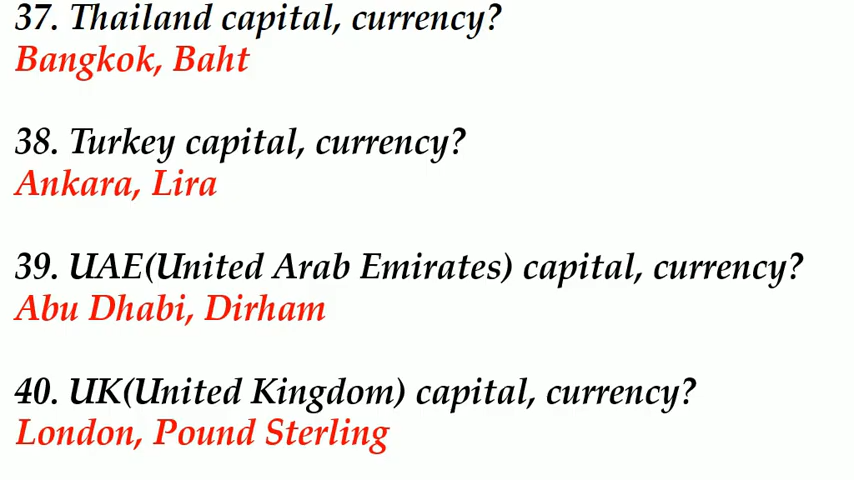 37. Thailand capital, currency?
Bangkok, Baht
38. Turkey capital, currency?
Ankara, Lira
39. UAE(United Arab Emirates) capital, currency?
Abu Dhabi, Dirham
40. UK(United Kingdom) capital, currency?
London, Pound Sterling